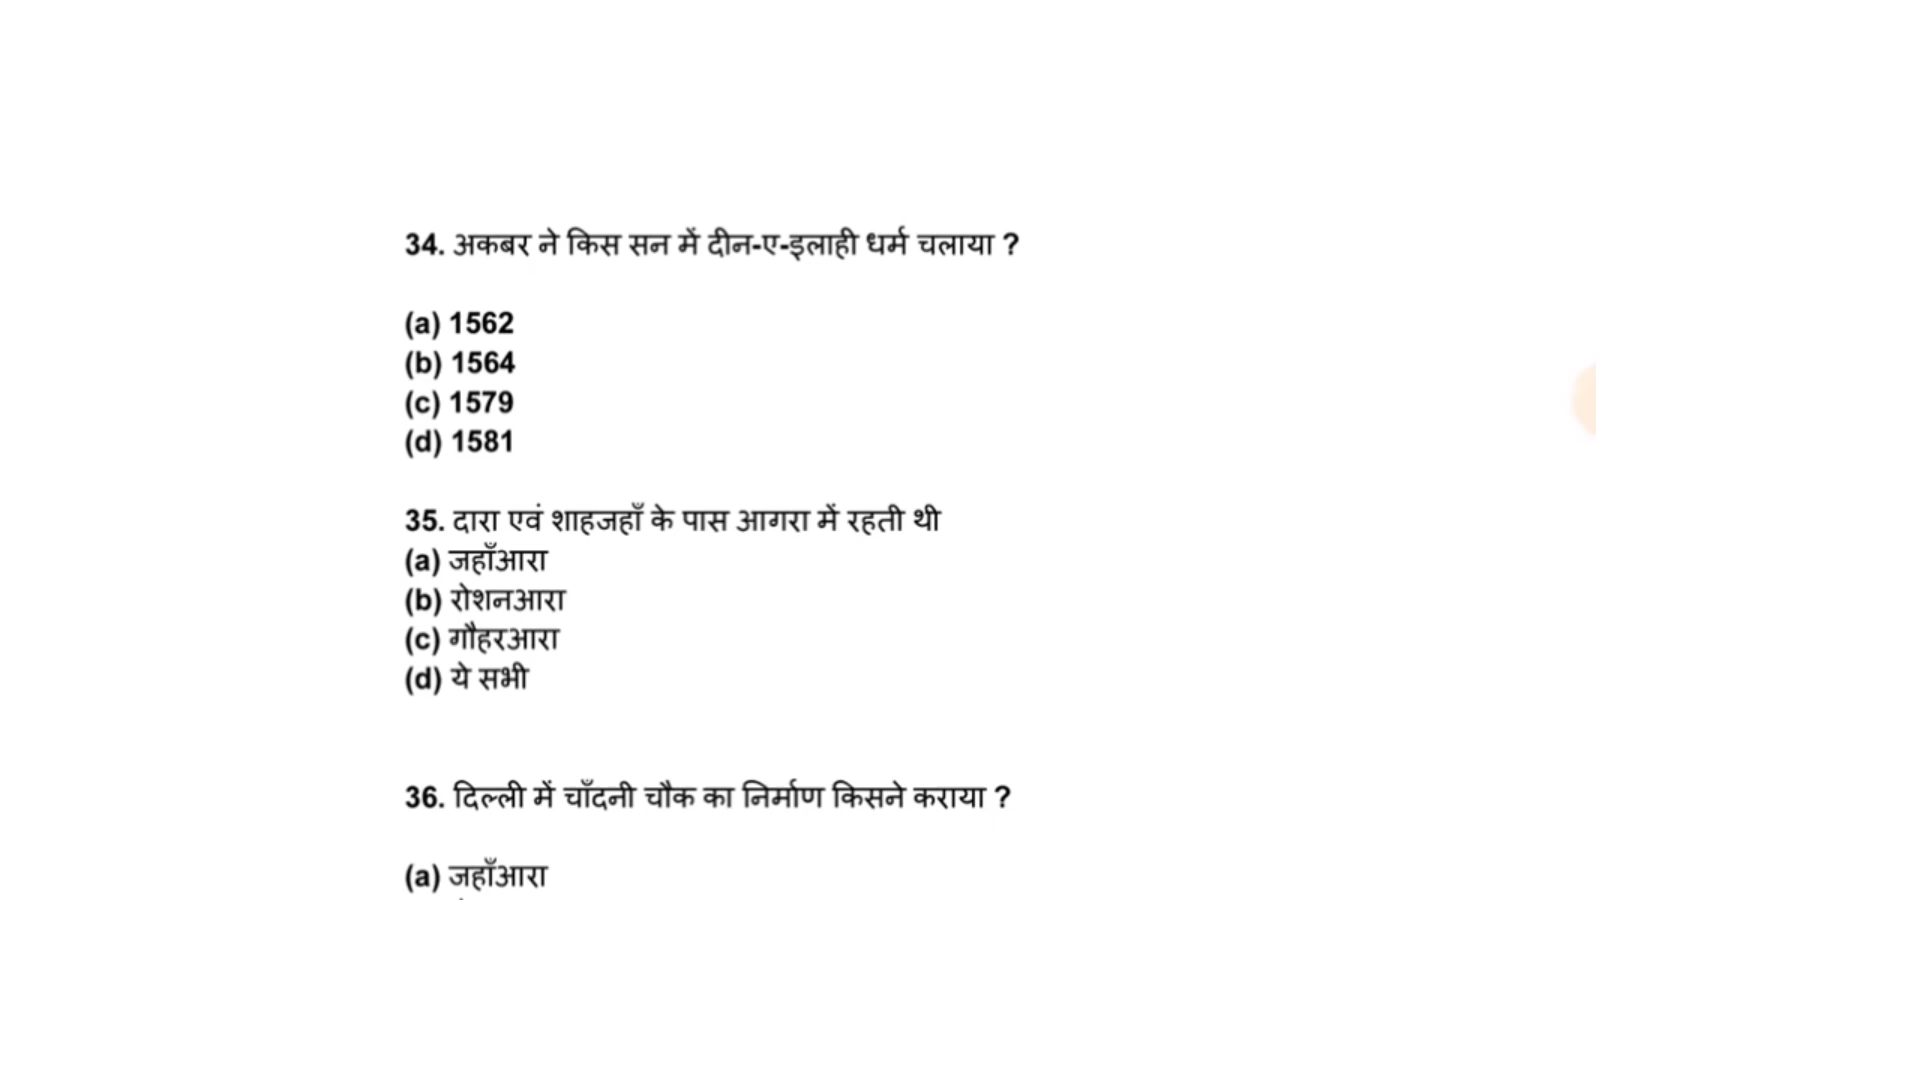 34. अकबर ने किस सन में दीन-ए-इलाही धर्म चलाया ?
(a) 1562
(b) 1564
(c) 1579
(d) 1581
35. दारा एवं शाहजहाँ के पास आगरा में रहती थी
(a) जहाँआरा
(b) रोशनआरा
(c) गौहरआरा
(d) ये सभी
36. दिल्ली में चाँदनी चौक का निर्माण किसने कराया ?
(a) जहाँआरा